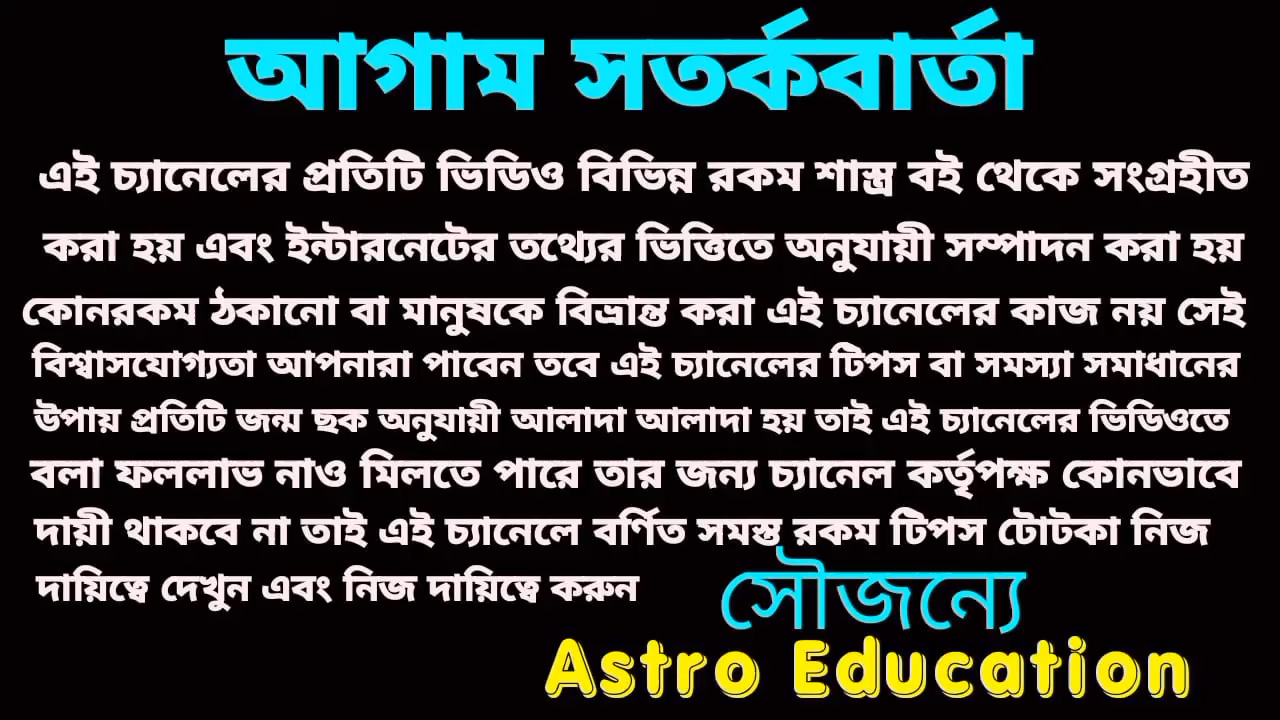 আগাম সতর্কবার্তা
এই চ্যানেলের প্রতিটি ভিডিও বিভিন্ন রকম শাস্ত্র বই থেকে সংগ্রহীত
করা হয় এবং ইন্টারনেটের তথ্যের ভিত্তিতে অনুযায়ী সম্পাদন করা হয়
কোনরকম ঠকানো বা মানুষকে বিভ্রান্ত করা এই চ্যানেলের কাজ নয় সেই
বিশ্বাসযোগ্যতা আপনারা পাবেন তবে এই চ্যানেলের টিপস বা সমস্যা সমাধানের
উপায় প্রতিটি জন্ম ছক অনুযায়ী আলাদা আলাদা হয় তাই এই চ্যানেলের ভিডিওতে
বলা ফললাভ নাও মিলতে পারে তার জন্য চ্যানেল কর্তৃপক্ষ কোনভাবে
দায়ী থাকবে না তাই এই চ্যানেলে বর্ণিত সমস্ত রকম টিপস টোটকা নিজ
দায়িত্বে দেখুন এবং নিজ দায়িত্বে করুন
সৌজন্যে
Astro Education